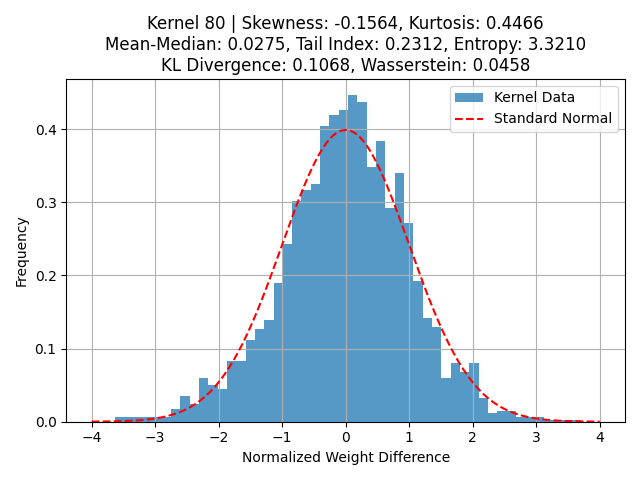 Kernel 80 | Skewness: -0.1564, Kurtosis: 0.4466
Mean-Median: 0.0275, Tail Index: 0.2312, Entropy: 3.3210
KL Divergence: 0.1068, Wasserstein: 0.0458
Kernel Data
Standard Normal
Frequency
0.4
0.3
0.2
0.1
0.0
−4 −3 −2 −1 0 1 2 3 4
Normalized Weight Difference